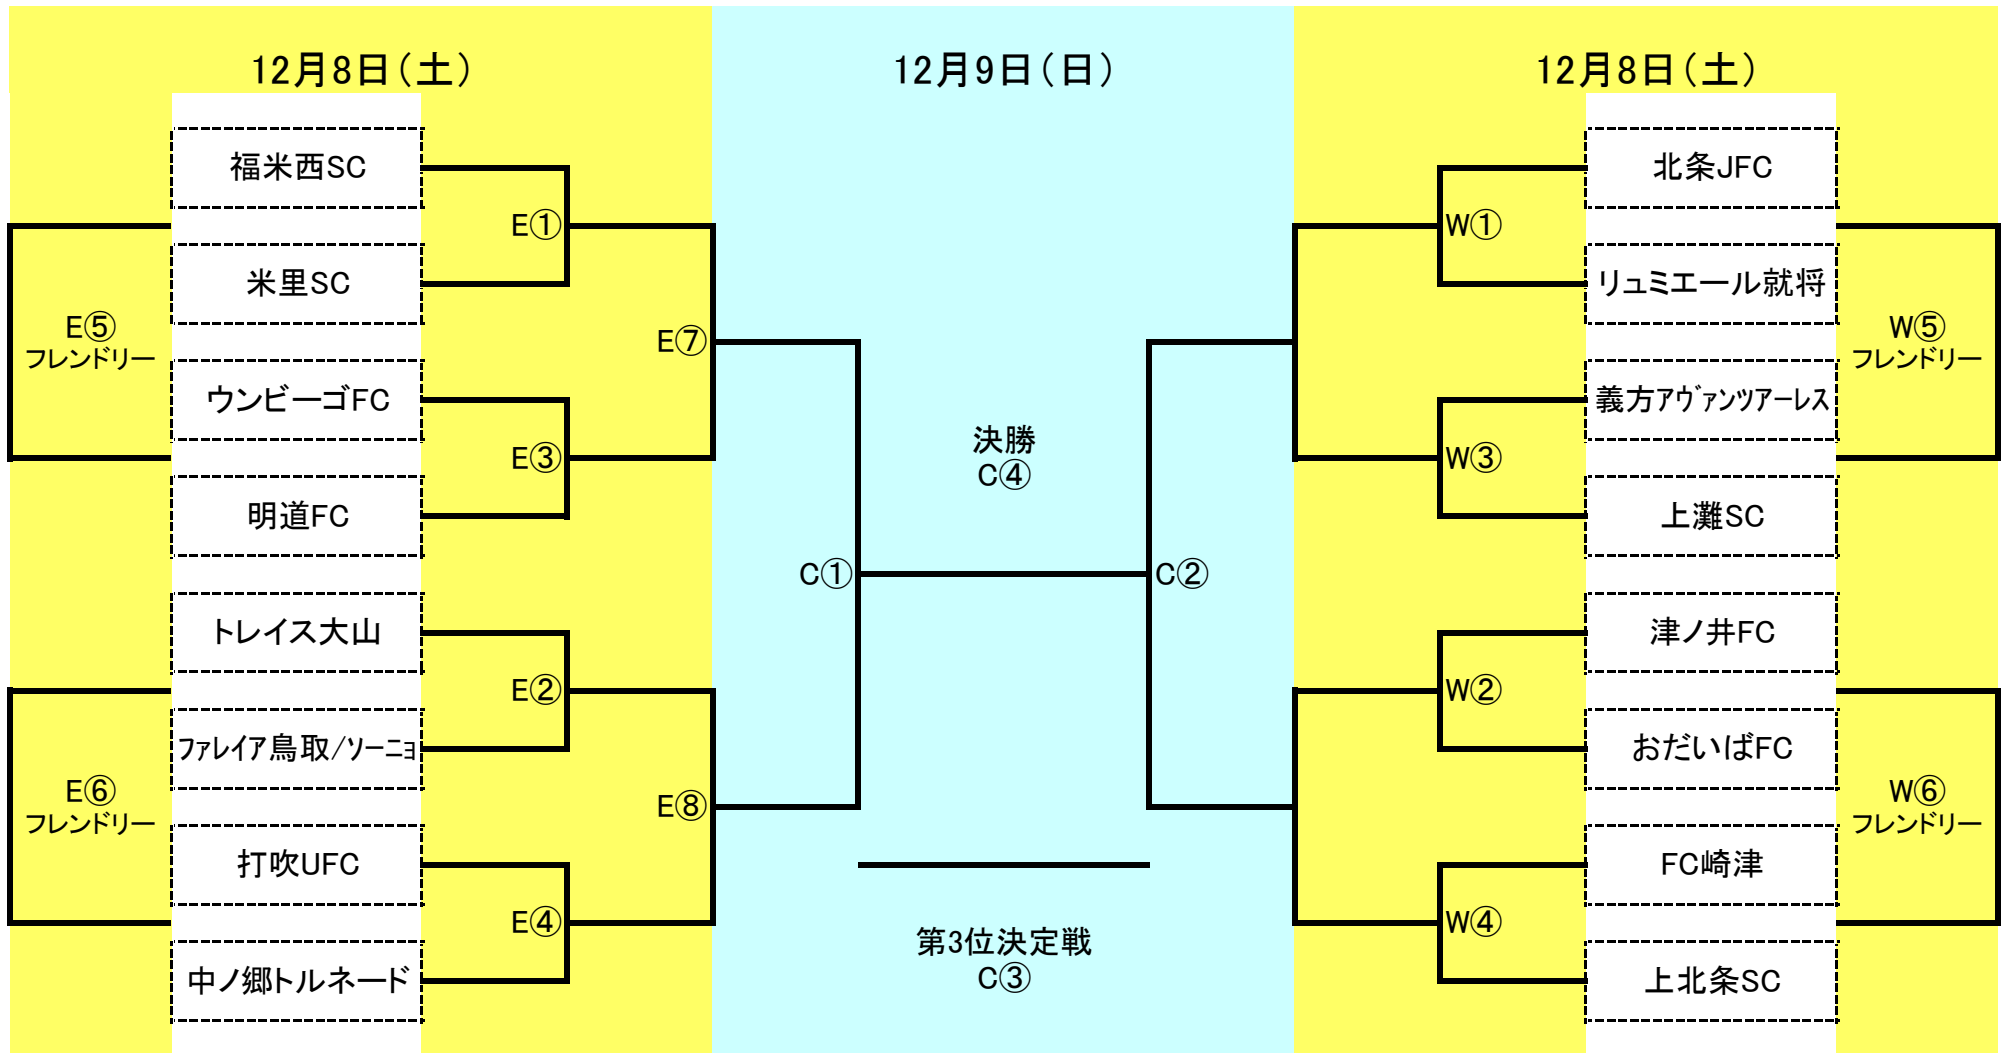 12月8日（土）
12月9日（日）
12月8日（土）
福米西SC
E①
米里SC
E⑤
フレンドリー
E⑦
ウンビーゴFC
E③
明道FC
トレイス大山
E②
ファレイア鳥取/ソーニョ
E⑥
フレンドリー
E⑧
打吹UFC
E④
中ノ郷トルネード
決勝
C④
C①
C②
第3位決定戦
C③
北条JFC
W①
リュミエール就将
W⑤
フレンドリー
義方アヴァンツアーレス
W③
上灘SC
津ノ井FC
W②
おだいばFC
W⑥
フレンドリー
FC崎津
W④
上北条SC